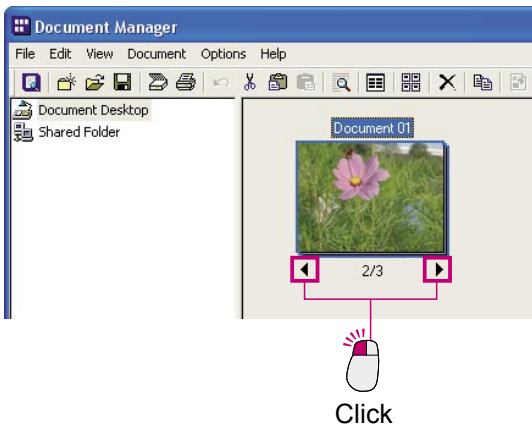 Document Manager
File Edit View Document Options Help
Document Desktop
Shared Folder
Document 01
2/3
Click